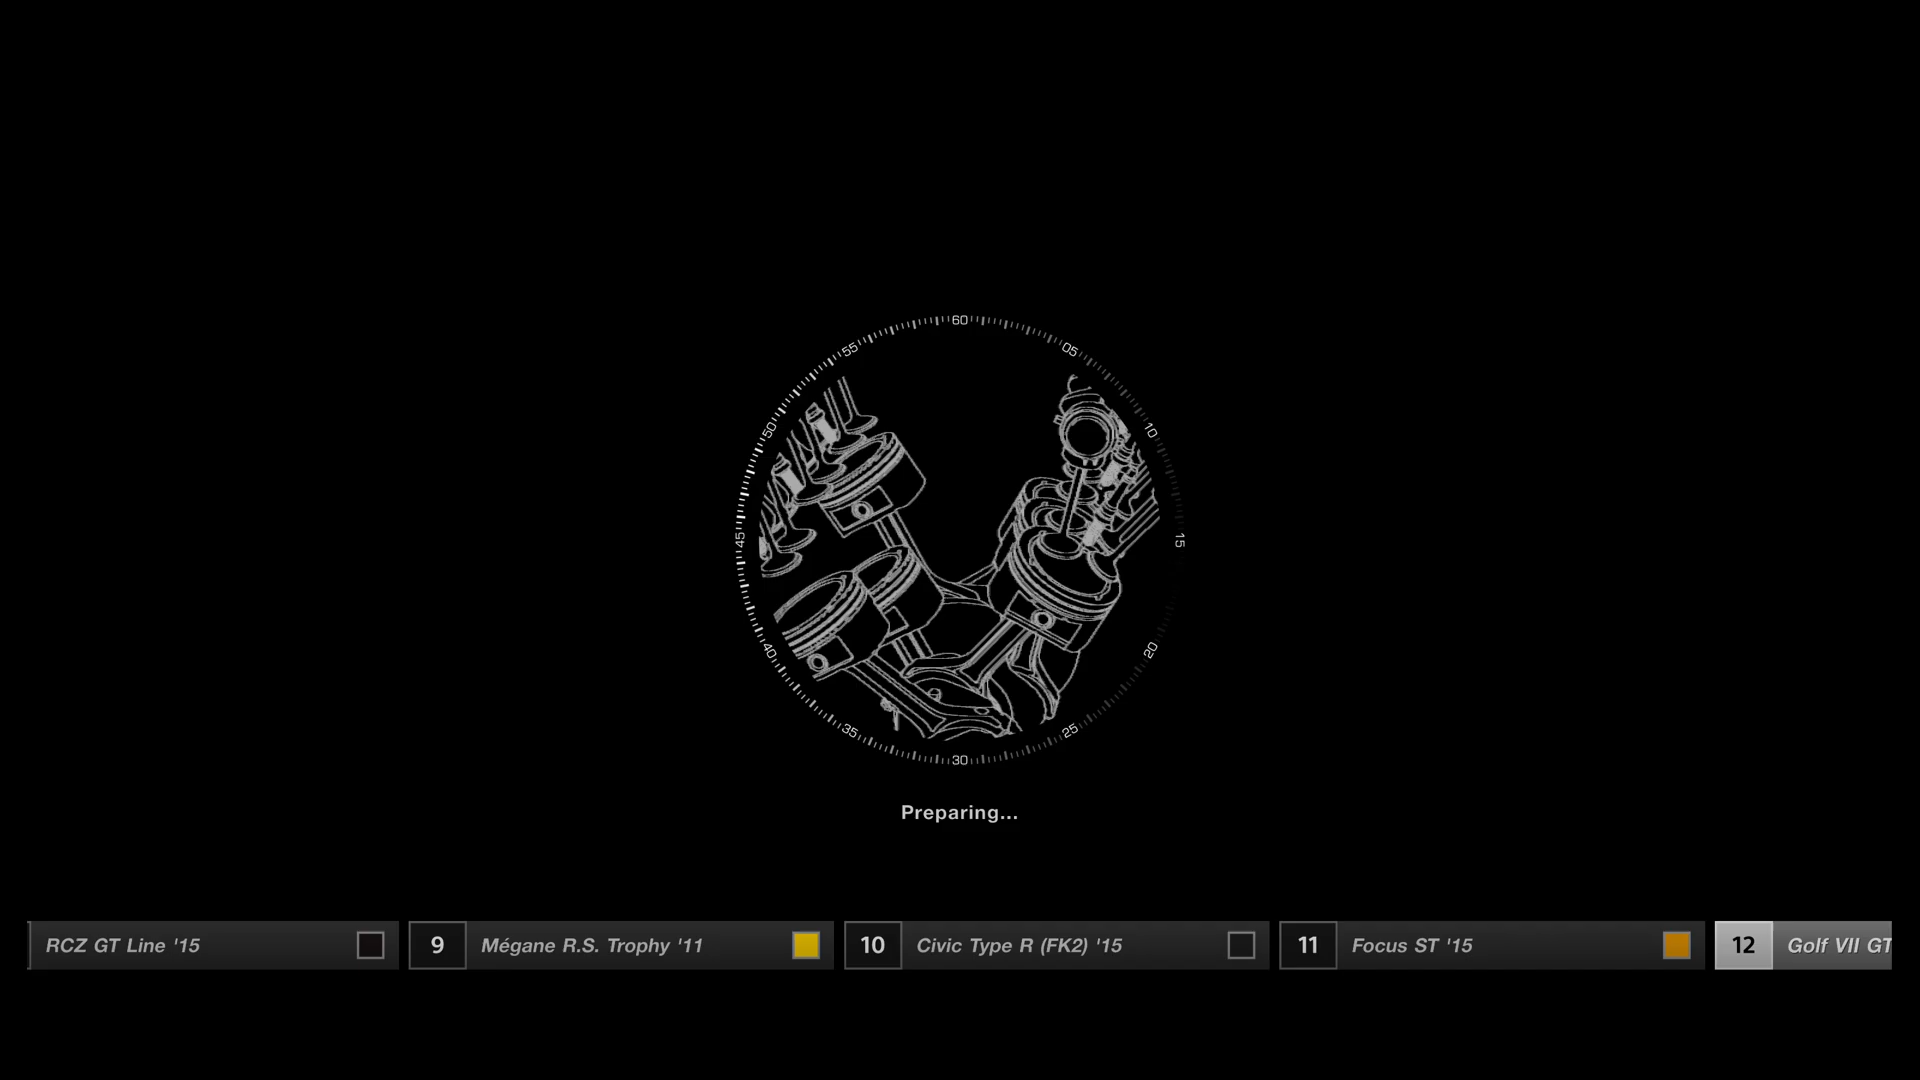 60
05
10
15
20
25
30
35
40
45
50
55
Preparing...
RCZ GT Line '15
9 Mégane R.S. Trophy '11
10 Civic Type R (FK2) '15
11 Focus ST '15
12 Golf VII GT